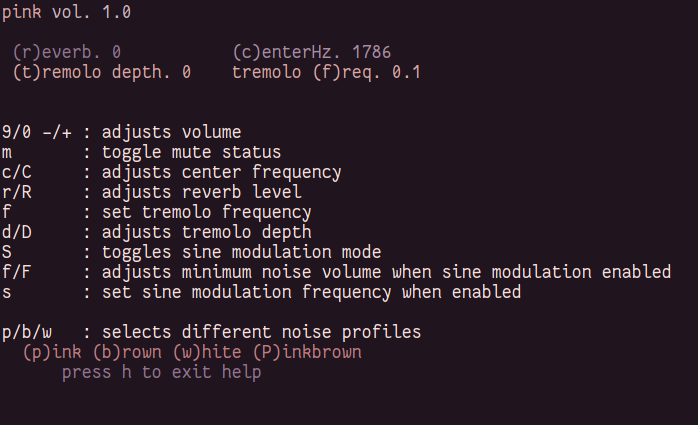 pink vol. 1.0
(r)everb. 0 (c)enterHz. 1786
(t)remolo depth. 0 tremolo (f)req. 0.1
9/0 -/+ : adjusts volume
m : toggle mute status
c/C : adjusts center frequency
r/R : adjusts reverb level
f : set tremolo frequency
d/D : adjusts tremolo depth
S : toggles sine modulation mode
f/F : adjusts minimum noise volume when sine modulation enabled
s : set sine modulation frequency when enabled
p/b/w : selects different noise profiles
(p)ink (b)rown (w)hite (P)inkbrown
press h to exit help